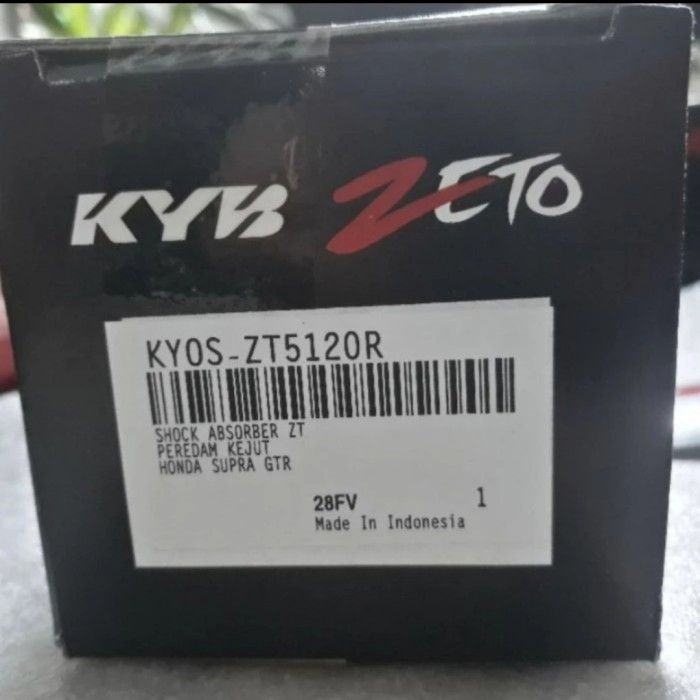 KYB ZETO
KYOS-ZT5120R
SHOCK ABSORBER ZT
PEREDAM KEJUT
HONDA SUPRA GTR
28FV 1
Made In Indonesia